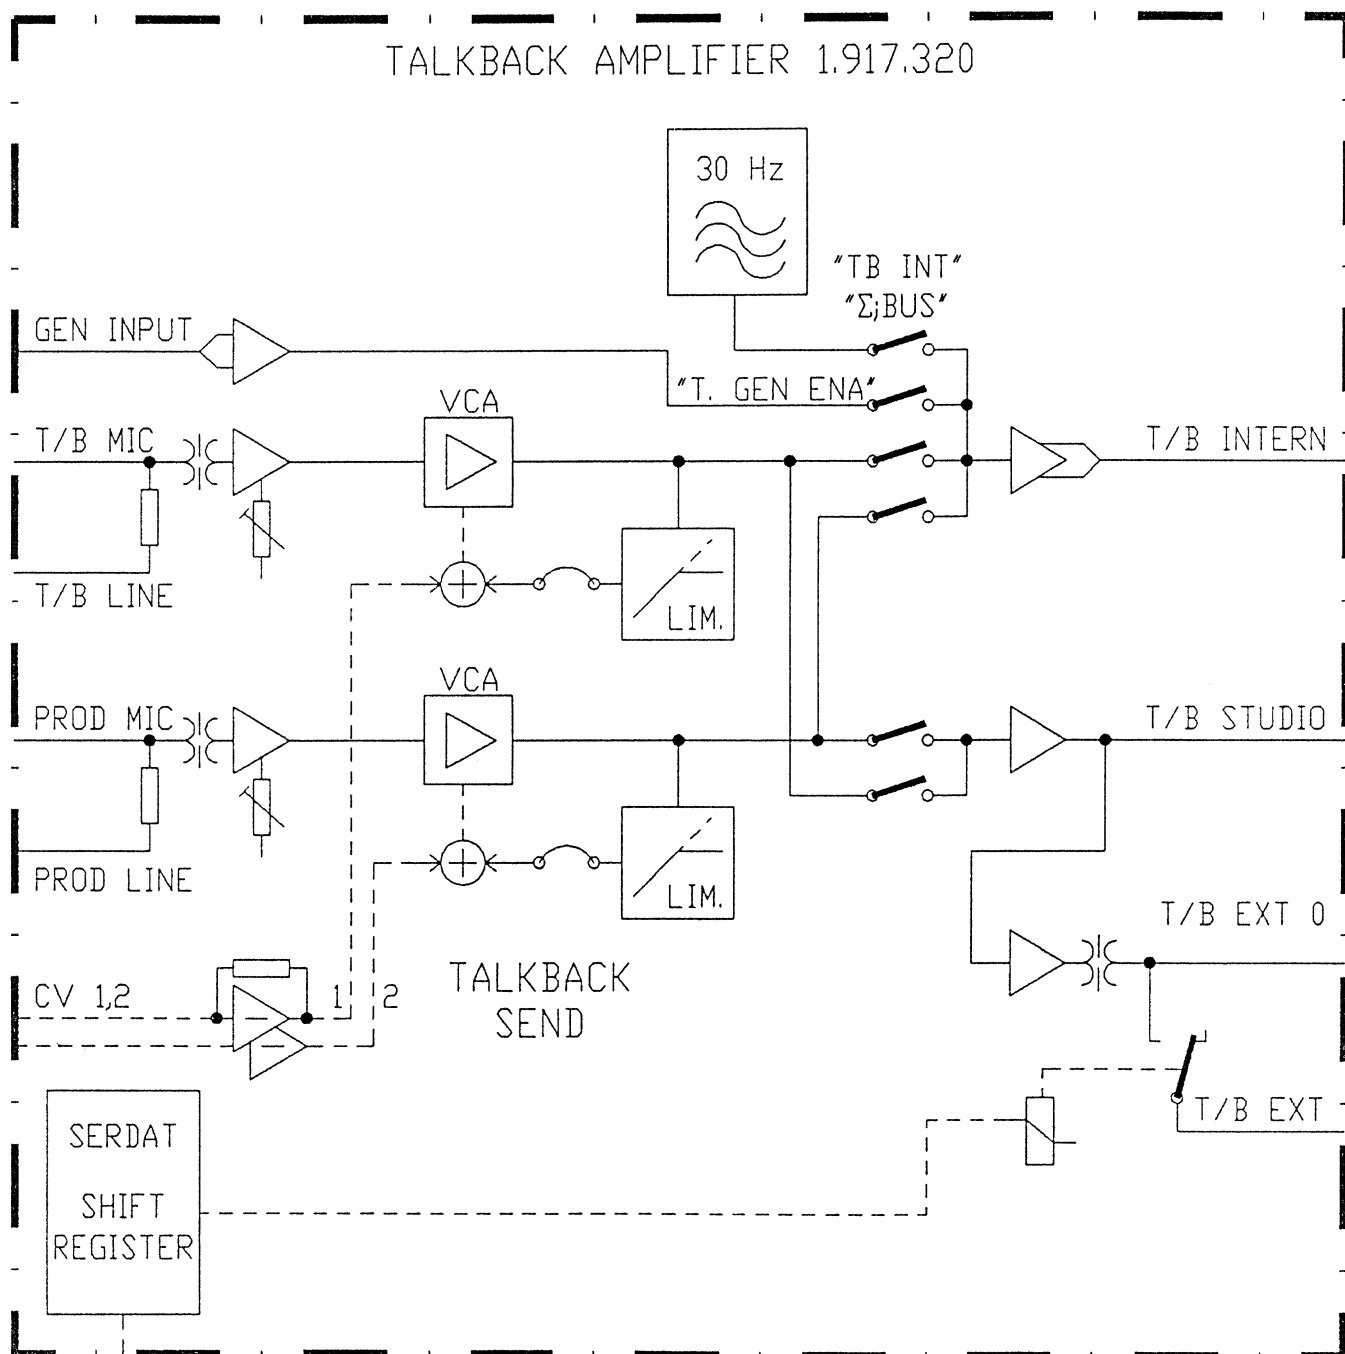 TALKBACK AMPLIFIER 1.917.320
30 Hz
"TB INT"
"Σ;BUS"
GEN INPUT
"T. GEN ENA"
VCA
T/B MIC
T/B INTERN
T/B LINE
LIM.
VCA
PROD MIC
T/B STUDIO
PROD LINE
LIM.
T/B EXT 0
TALKBACK
SEND
CV 1,2
1
2
T/B EXT
SERDAT
SHIFT
REGISTER